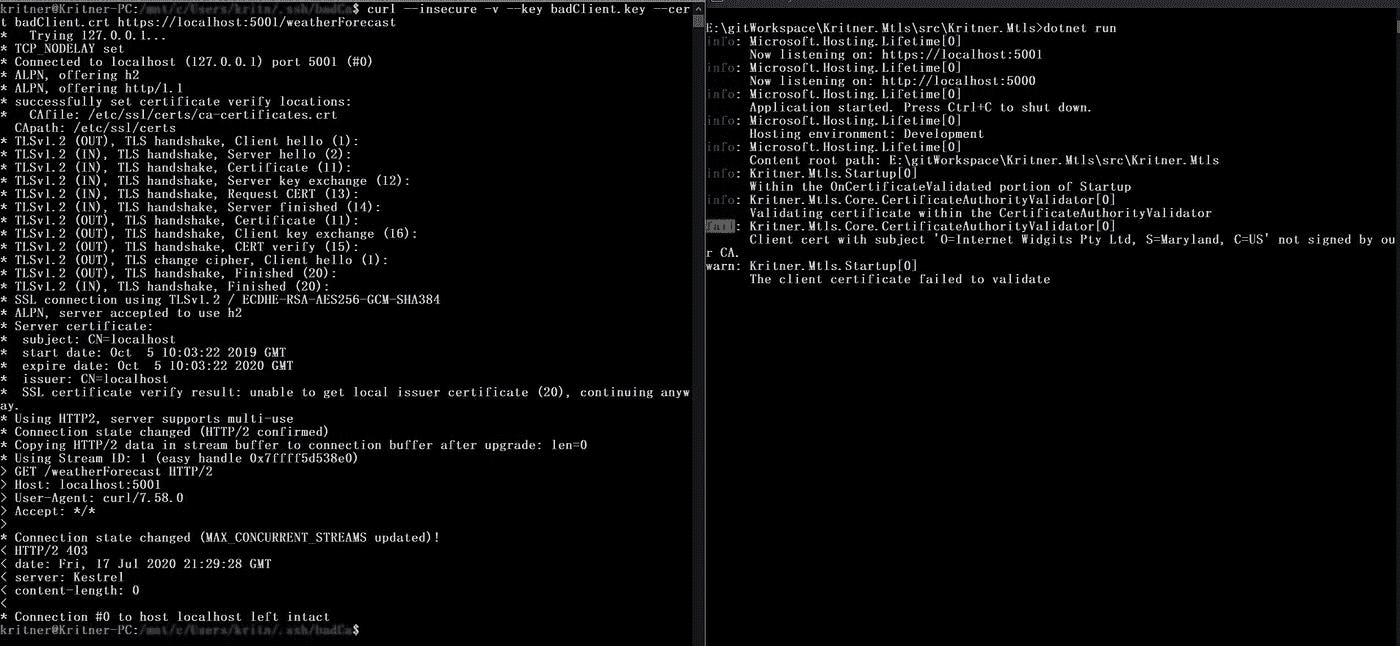 kritner@Kritner-PC:/mnt/c/Users/kritn/.ssh/badCa$ curl --insecure -v --key badClient.key --cer
t badClient.crt https://localhost:5001/weatherForecast
*   Trying 127.0.0.1...
* TCP_NODELAY set
* Connected to localhost (127.0.0.1) port 5001 (#0)
* ALPN, offering h2
* ALPN, offering http/1.1
* successfully set certificate verify locations:
*   CAfile: /etc/ssl/certs/ca-certificates.crt
  CApath: /etc/ssl/certs
* TLSv1.2 (OUT), TLS handshake, Client hello (1):
* TLSv1.2 (IN), TLS handshake, Server hello (2):
* TLSv1.2 (IN), TLS handshake, Certificate (11):
* TLSv1.2 (IN), TLS handshake, Server key exchange (12):
* TLSv1.2 (IN), TLS handshake, Request CERT (13):
* TLSv1.2 (IN), TLS handshake, Server finished (14):
* TLSv1.2 (OUT), TLS handshake, Certificate (11):
* TLSv1.2 (OUT), TLS handshake, Client key exchange (16):
* TLSv1.2 (OUT), TLS handshake, CERT verify (15):
* TLSv1.2 (OUT), TLS change cipher, Client hello (1):
* TLSv1.2 (OUT), TLS handshake, Finished (20):
* TLSv1.2 (IN), TLS handshake, Finished (20):
* SSL connection using TLSv1.2 / ECDHE-RSA-AES256-GCM-SHA384
* ALPN, server accepted to use h2
* Server certificate:
*  subject: CN=localhost
*  start date: Oct  5 10:03:22 2019 GMT
*  expire date: Oct  5 10:03:22 2020 GMT
*  issuer: CN=localhost
*  SSL certificate verify result: unable to get local issuer certificate (20), continuing anyw
ay.
* Using HTTP2, server supports multi-use
* Connection state changed (HTTP/2 confirmed)
* Copying HTTP/2 data in stream buffer to connection buffer after upgrade: len=0
* Using Stream ID: 1 (easy handle 0x7ffff5d538e0)
> GET /weatherForecast HTTP/2
> Host: localhost:5001
> User-Agent: curl/7.58.0
> Accept: */*
>
* Connection state changed (MAX_CONCURRENT_STREAMS updated)!
< HTTP/2 403
< date: Fri, 17 Jul 2020 21:29:28 GMT
< server: Kestrel
< content-length: 0
<
* Connection #0 to host localhost left intact
kritner@Kritner-PC:/mnt/c/Users/kritn/.ssh/badCa$
E:\gitWorkspace\Kritner.Mtls\src\Kritner.Mtls>dotnet run
info: Microsoft.Hosting.Lifetime[0]
      Now listening on: https://localhost:5001
info: Microsoft.Hosting.Lifetime[0]
      Now listening on: http://localhost:5000
info: Microsoft.Hosting.Lifetime[0]
      Application started. Press Ctrl+C to shut down.
info: Microsoft.Hosting.Lifetime[0]
      Hosting environment: Development
info: Microsoft.Hosting.Lifetime[0]
      Content root path: E:\gitWorkspace\Kritner.Mtls\src\Kritner.Mtls
info: Kritner.Mtls.Startup[0]
      Within the OnCertificateValidated portion of Startup
info: Kritner.Mtls.Core.CertificateAuthorityValidator[0]
      Validating certificate within the CertificateAuthorityValidator
fail: Kritner.Mtls.Core.CertificateAuthorityValidator[0]
      Client cert with subject 'O=Internet Widgits Pty Ltd, S=Maryland, C=US' not signed by ou
r CA.
warn: Kritner.Mtls.Startup[0]
      The client certificate failed to validate